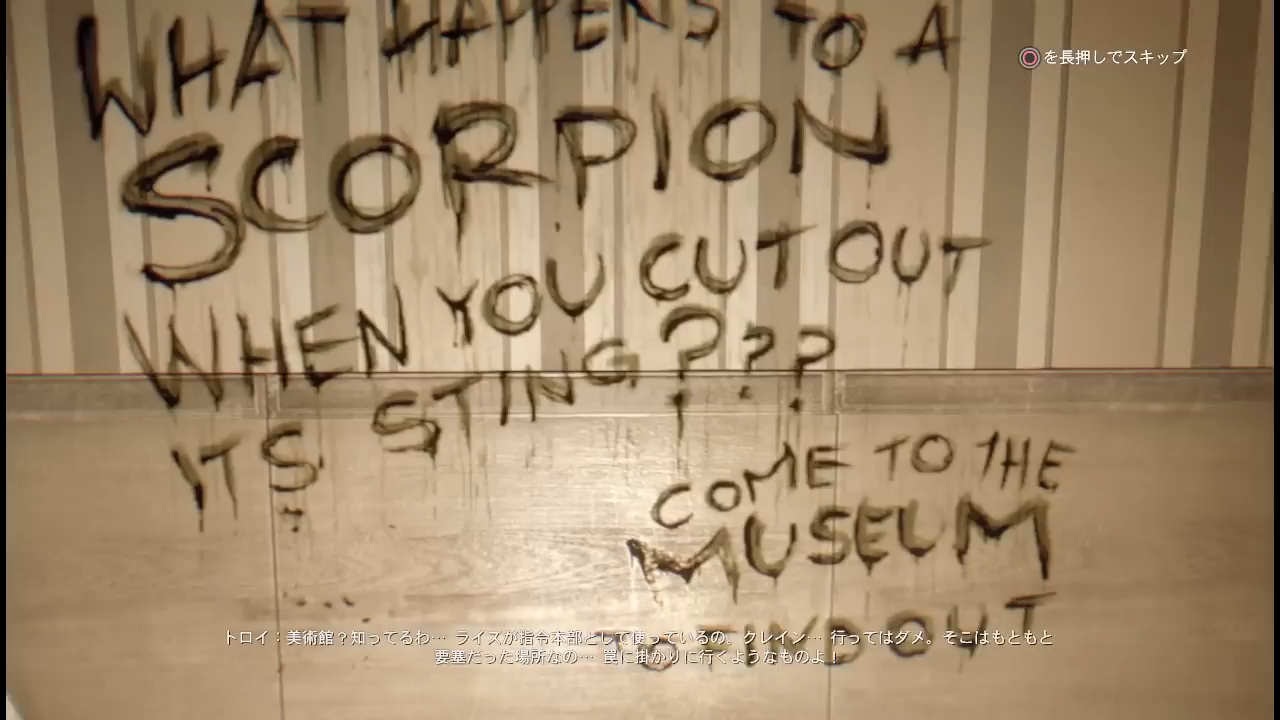 WHAT HAPPENS TO A
を長押しでスキップ
SCORPION
WHEN YOU CUT OUT
ITS STING???
COME TO THE
MUSEUM
TO FIND OUT
トロイ：美術館？知ってるわ… ライズが指令本部として使っているの、クレイン… 行ってはダメ。そこはもともと
要塞だった場所なの… 罠に掛かりに行くようなものよ！